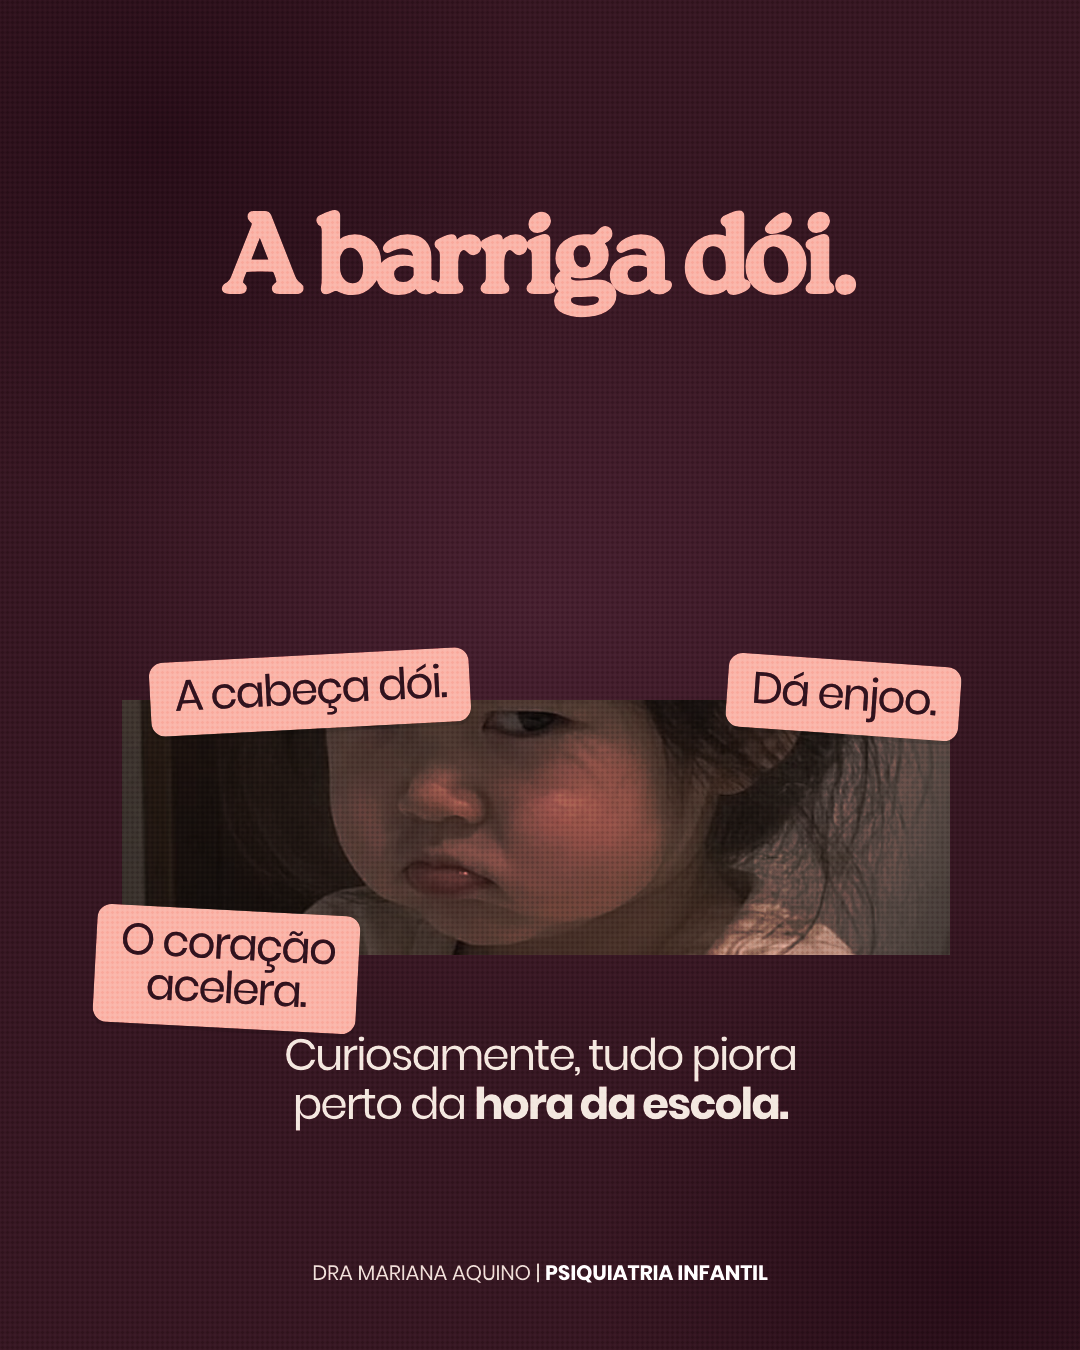 A barriga dói.
A cabeça dói.
Dá enjoo.
O coração
acelera.
Curiosamente, tudo piora
perto da hora da escola.
DRA MARIANA AQUINO | PSIQUIATRIA INFANTIL